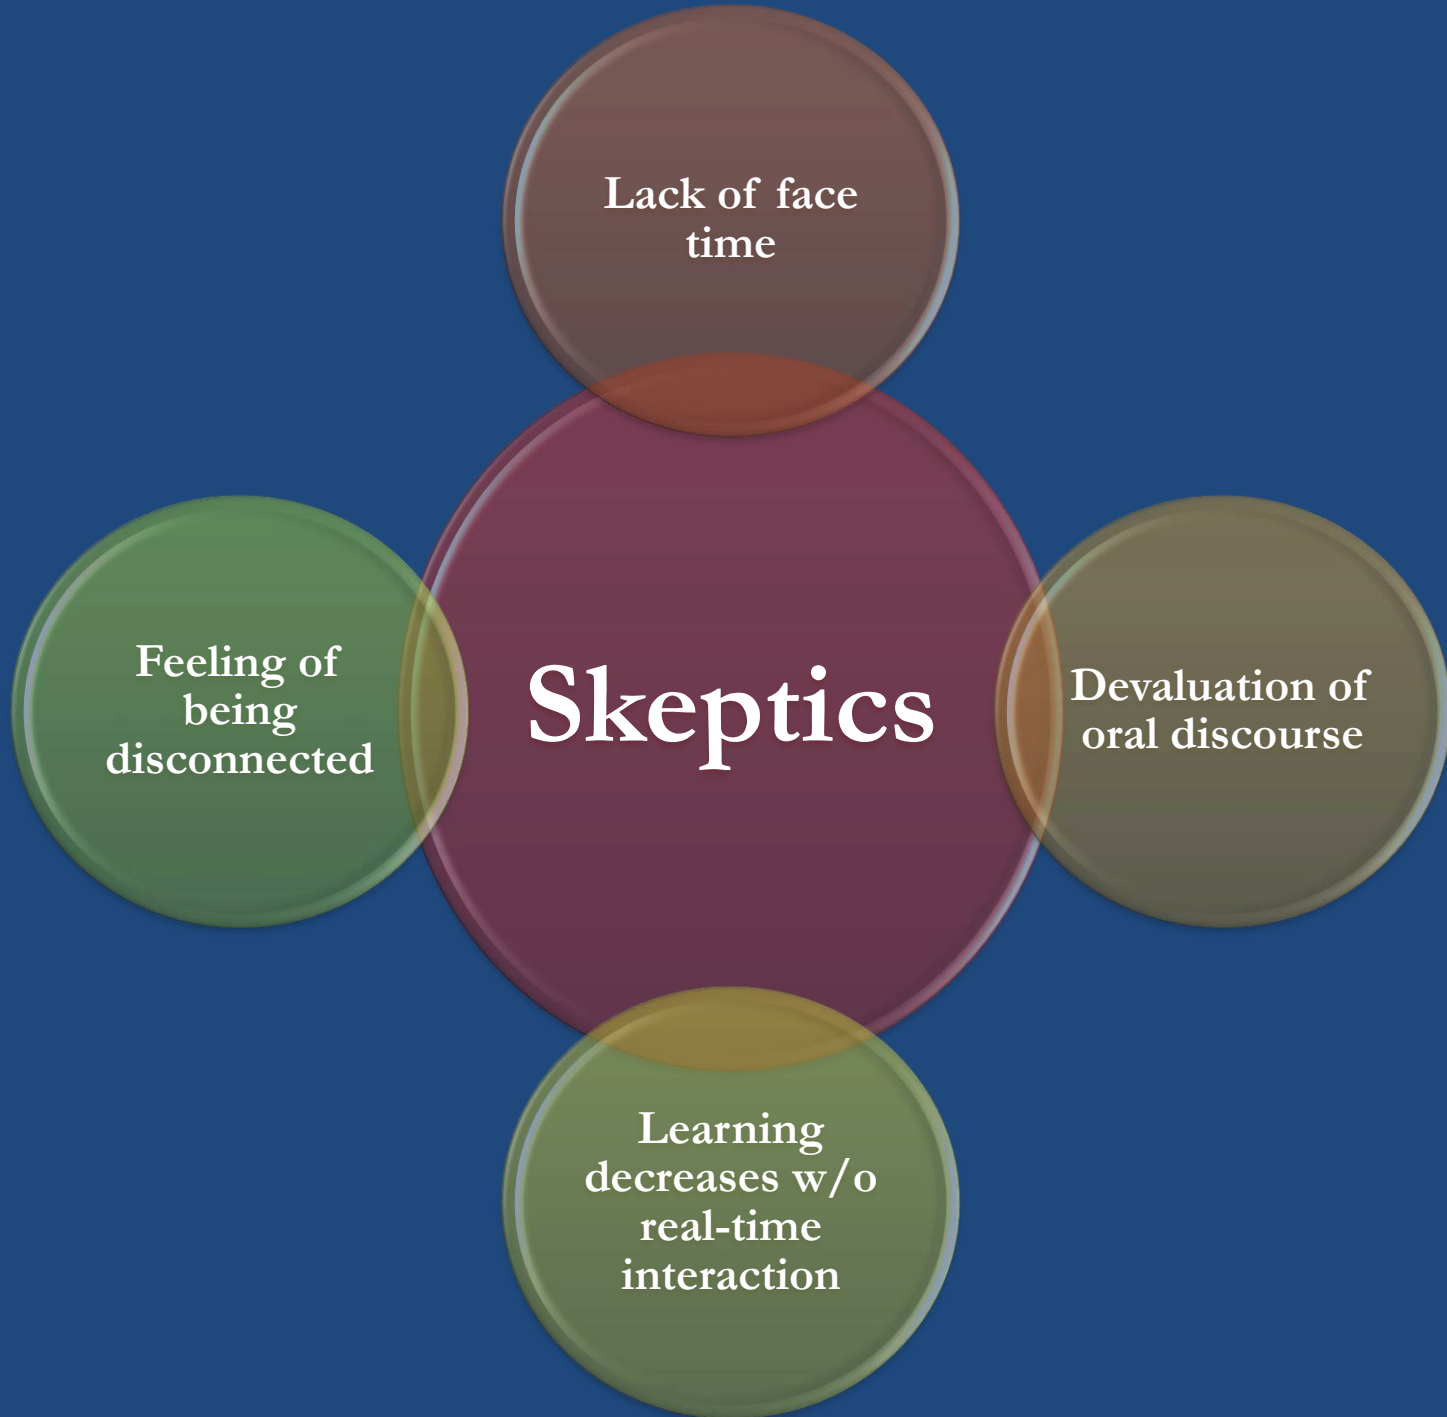 Lack of face
time
Feeling of
being
disconnected
Skeptics
Devaluation of
oral discourse
Learning
decreases w/o
real-time
interaction